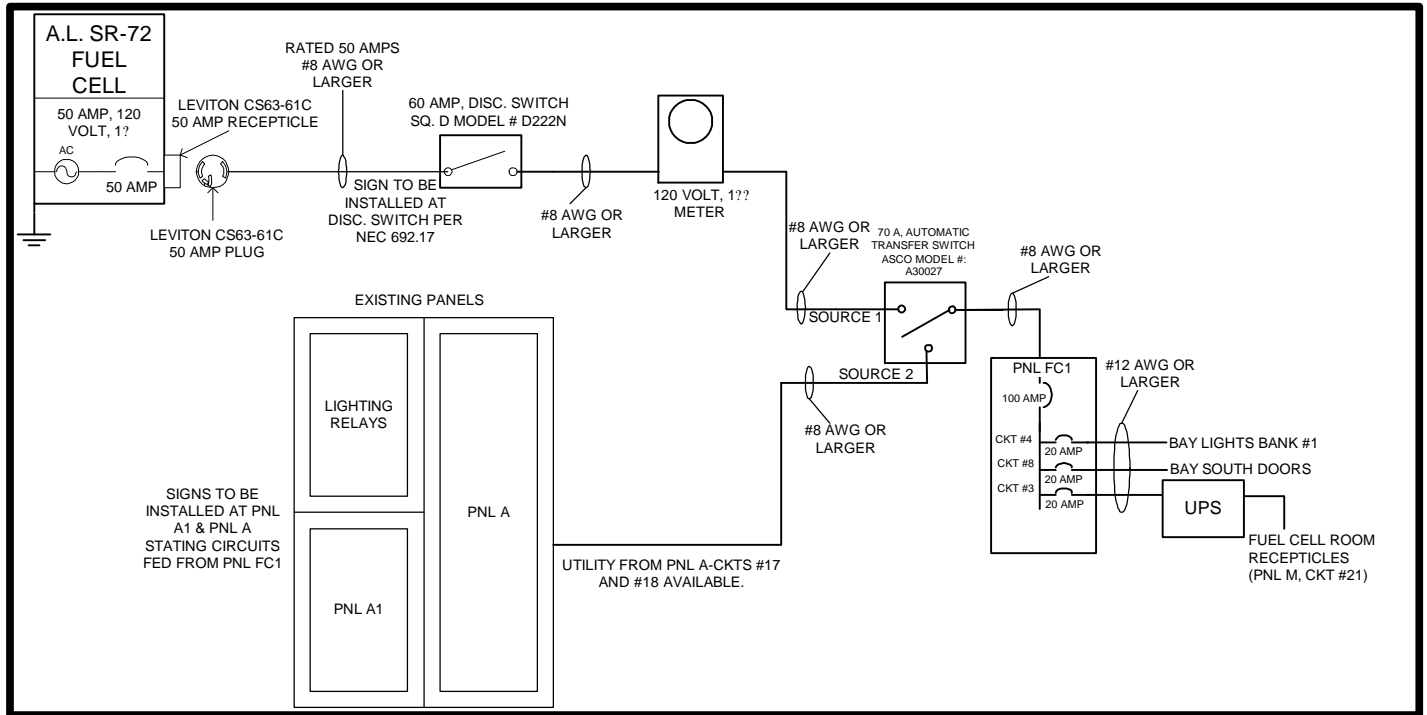 A.L. SR-72
FUEL
CELL
50 AMP, 120
VOLT, 1?
AC
50 AMP
LEVITON CS63-61C
50 AMP RECEPTICLE
LEVITON CS63-61C
50 AMP PLUG
RATED 50 AMPS
#8 AWG OR
LARGER
SIGN TO BE
INSTALLED AT
DISC. SWITCH PER
NEC 692.17
60 AMP, DISC. SWITCH
SQ. D MODEL # D222N
#8 AWG OR
LARGER
120 VOLT, 1??
METER
#8 AWG OR
LARGER
SOURCE 1
70 A, AUTOMATIC
TRANSFER SWITCH
ASCO MODEL #:
A30027
#8 AWG OR
LARGER
SOURCE 2
#8 AWG OR
LARGER
EXISTING PANELS
LIGHTING
RELAYS
PNL A
PNL A1
SIGNS TO BE
INSTALLED AT PNL
A1 & PNL A
STATING CIRCUITS
FED FROM PNL FC1
UTILITY FROM PNL A-CKTS #17
AND #18 AVAILABLE.
PNL FC1
100 AMP
#12 AWG OR
LARGER
CKT #4
20 AMP
BAY LIGHTS BANK #1
CKT #8
20 AMP
BAY SOUTH DOORS
CKT #3
20 AMP
UPS
FUEL CELL ROOM
RECEPTICLES
(PNL M, CKT #21)